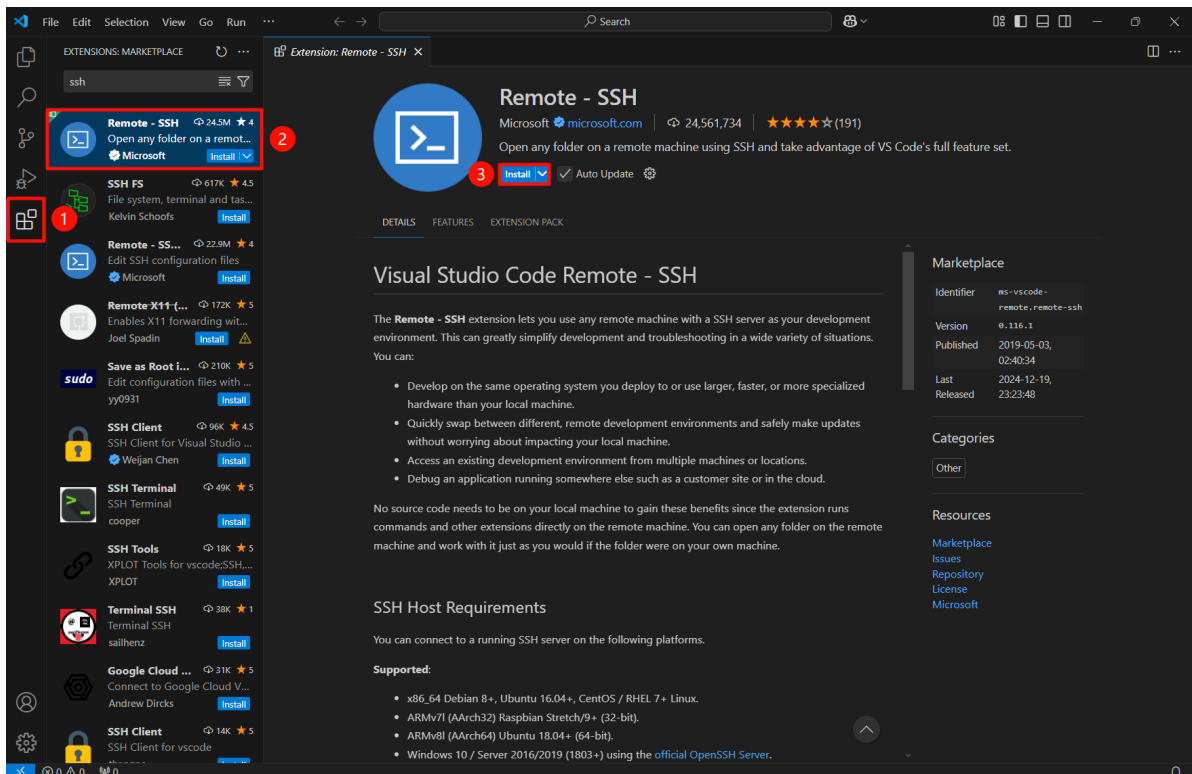 File Edit Selection View Go Run ···
Search
EXTENSIONS: MARKETPLACE
Extension: Remote - SSH
ssh
Remote - SSH 24.5M ★ 4
Open any folder on a remot...
Microsoft Install
2
SSH FS 617K ★ 4.5
File system, terminal and tas...
Kelvin Schoofs Install
1
Remote - SS... 22.9M ★ 4
Edit SSH configuration files
Microsoft Install
Remote X11 (... 172K ★ 5
Enables X11 forwarding wit...
Joel Spadin Install
sudo
Save as Root i... 210K ★ 5
Edit configuration files with ...
yy0931 Install
SSH Client 96K ★ 4.5
SSH Client for Visual Studio ...
Weijan Chen Install
SSH Terminal 49K ★ 5
SSH Terminal
cooper Install
SSH Tools 18K ★ 5
XPLOT Tools for vscode;SSH,...
XPLOT Install
Terminal SSH 38K ★ 1
Terminal SSH
sailhenz Install
Google Cloud ... 31K ★ 5
Connect to Google Cloud V...
Andrew Dircks Install
SSH Client 14K ★ 5
SSH Client for vscode
0 0 0
Remote - SSH
Microsoft microsoft.com 24,561,734 (191)
Open any folder on a remote machine using SSH and take advantage of VS Code's full feature set.
3 Install Auto Update
DETAILS FEATURES EXTENSION PACK
Visual Studio Code Remote - SSH
The Remote - SSH extension lets you use any remote machine with a SSH server as your development
environment. This can greatly simplify development and troubleshooting in a wide variety of situations.
You can:
• Develop on the same operating system you deploy to or use larger, faster, or more specialized
hardware than your local machine.
• Quickly swap between different, remote development environments and safely make updates
without worrying about impacting your local machine.
• Access an existing development environment from multiple machines or locations.
• Debug an application running somewhere else such as a customer site or in the cloud.
No source code needs to be on your local machine to gain these benefits since the extension runs
commands and other extensions directly on the remote machine. You can open any folder on the remote
machine and work with it just as you would if the folder were on your own machine.
SSH Host Requirements
You can connect to a running SSH server on the following platforms.
Supported:
• x86_64 Debian 8+, Ubuntu 16.04+, CentOS / RHEL 7+ Linux.
• ARMv7l (AArch32) Raspbian Stretch/9+ (32-bit).
• ARMv8l (AArch64) Ubuntu 18.04+ (64-bit).
• Windows 10 / Server 2016/2019 (1803+) using the official OpenSSH Server.
Marketplace
Identifier ms-vscode-
remote.remote-ssh
Version 0.116.1
Published 2019-05-03,
02:40:34
Last 2024-12-19,
Released 23:23:48
Categories
Other
Resources
Marketplace
Issues
Repository
License
Microsoft